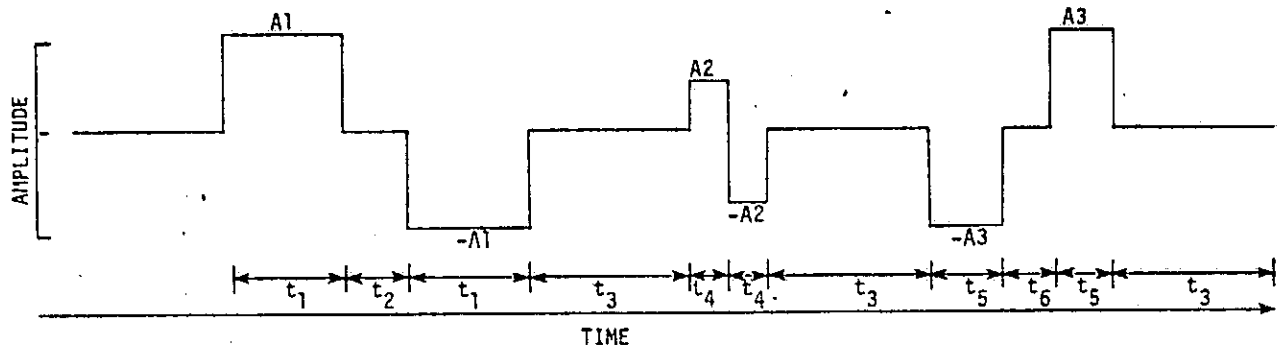 A1
A3
A2
AMPLITUDE
-A1
-A2
-A3
t1 t2 t1 t3 t4 t4 t3 t5 t6 t5 t3
TIME